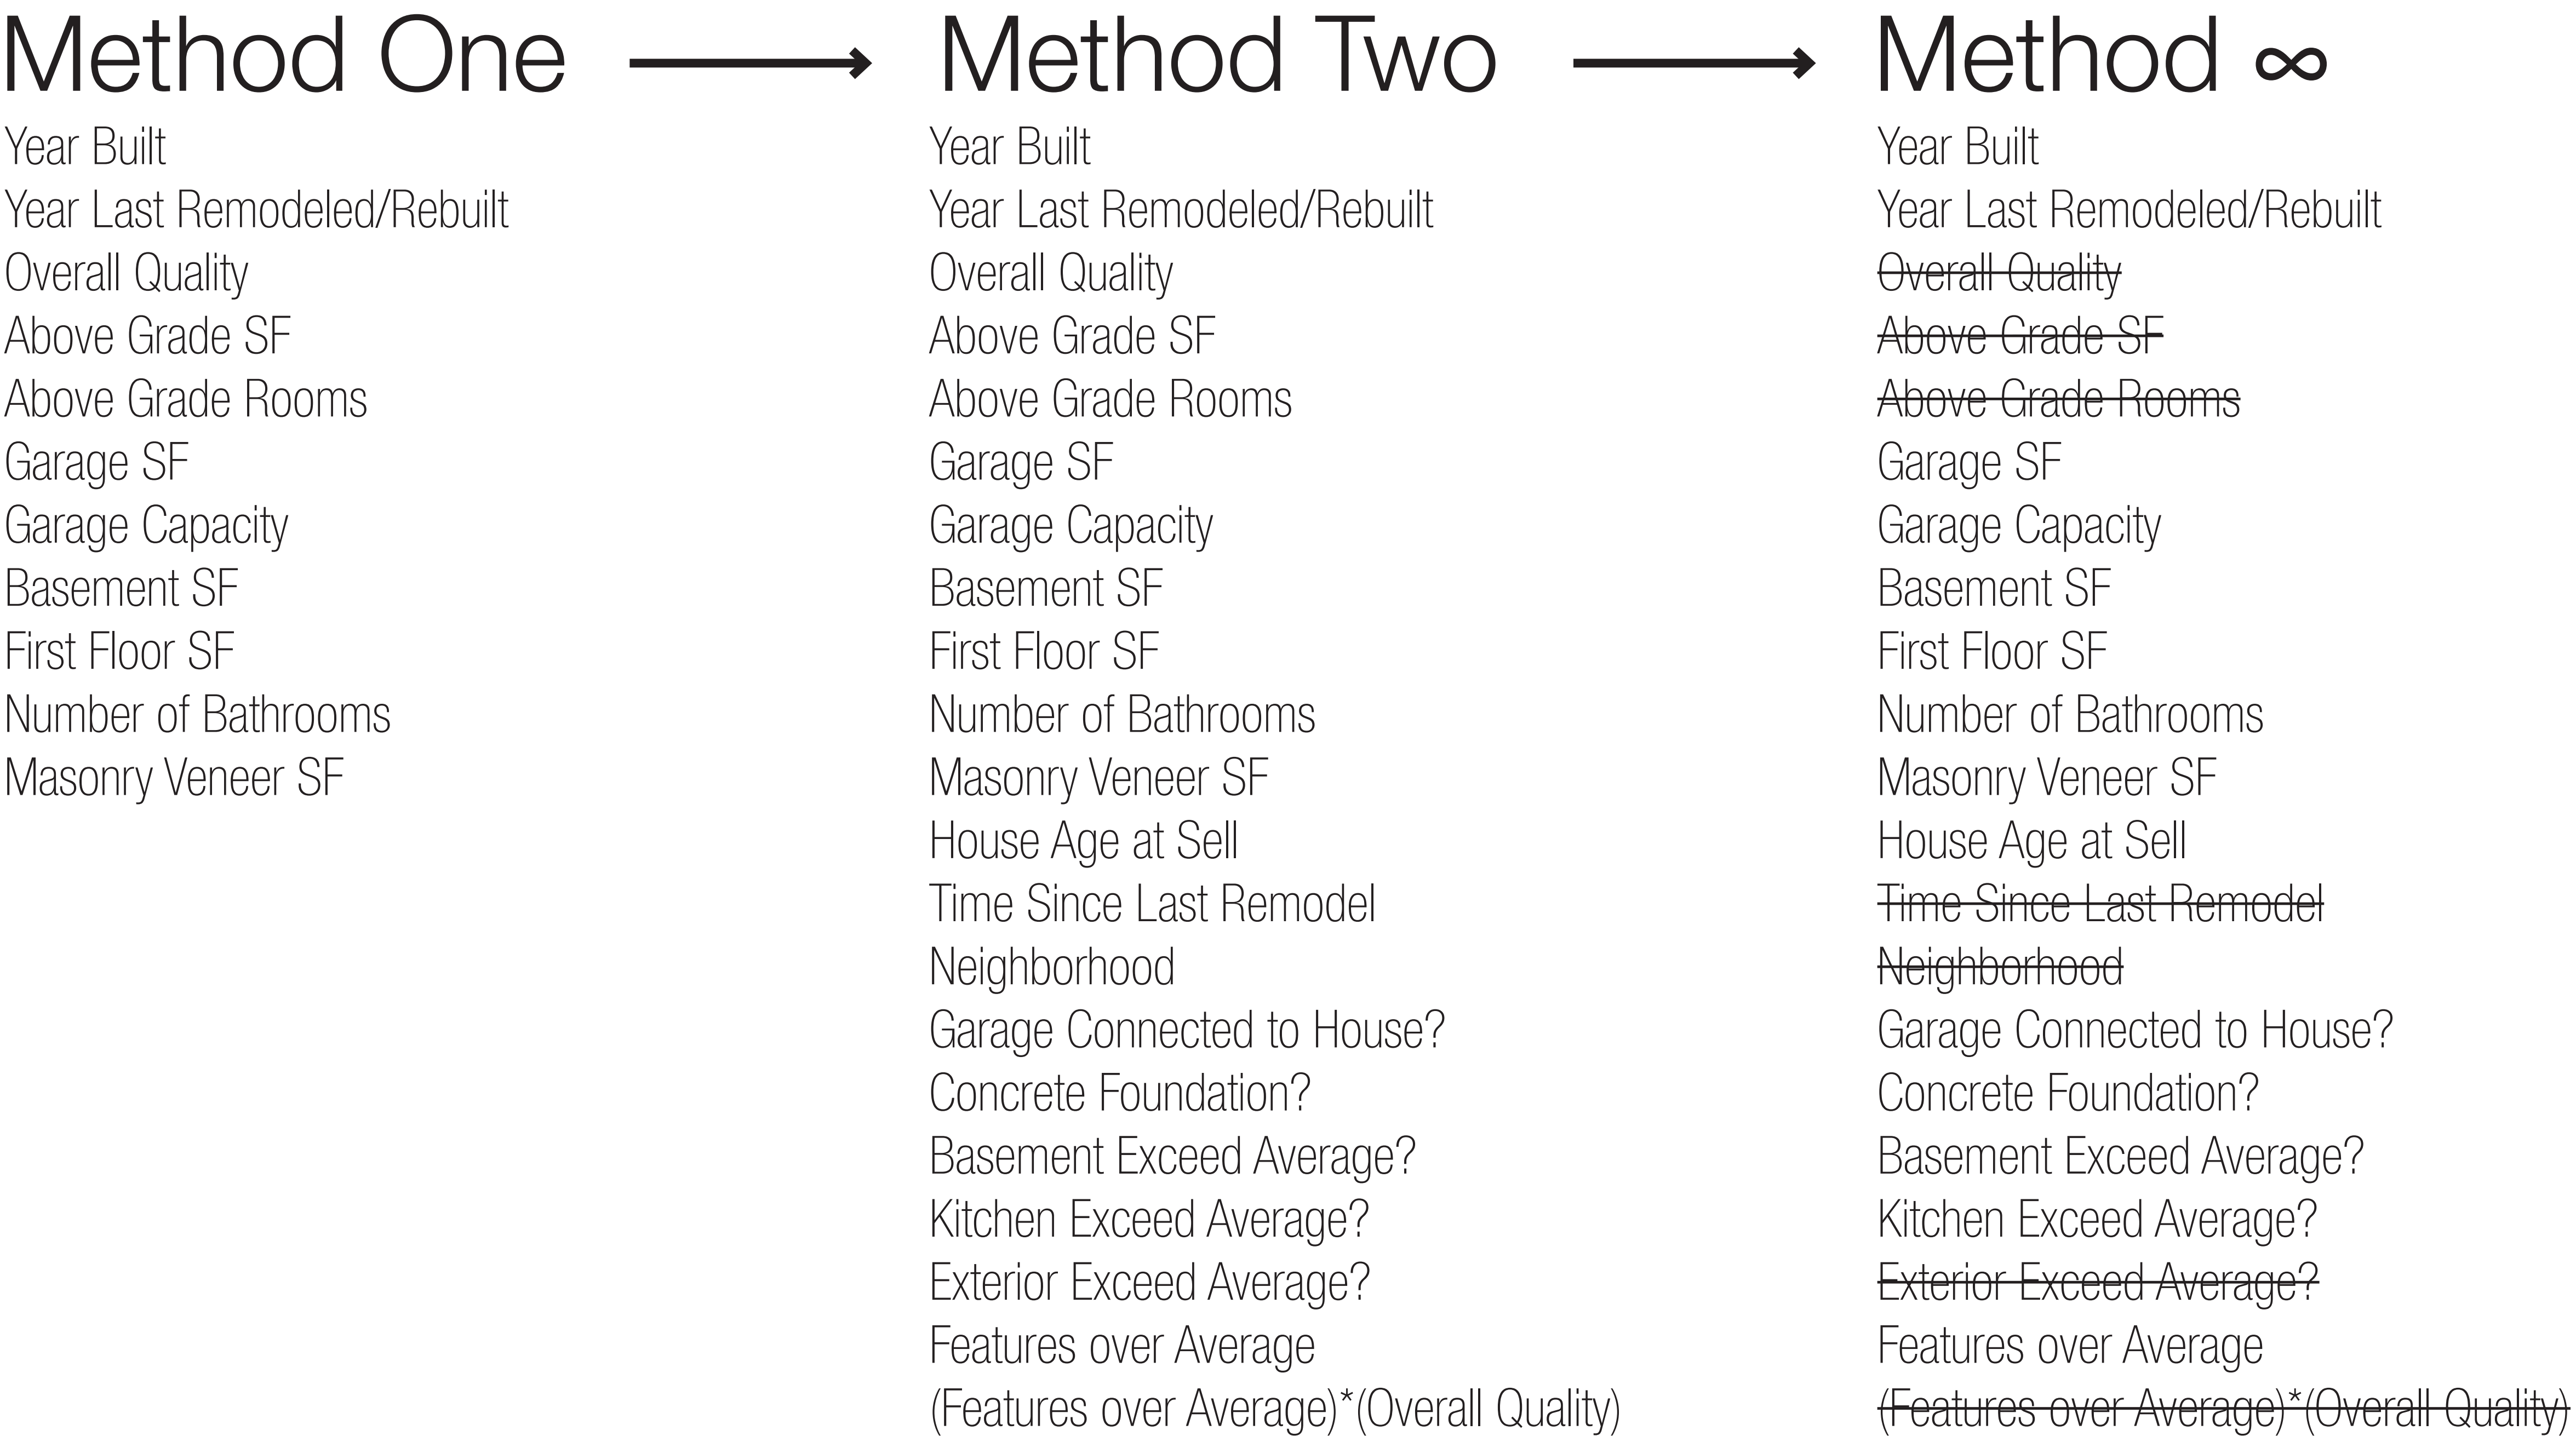 Method One → Method Two → Method ∞
Year Built
Year Last Remodeled/Rebuilt
Overall Quality
Above Grade SF
Above Grade Rooms
Garage SF
Garage Capacity
Basement SF
First Floor SF
Number of Bathrooms
Masonry Veneer SF
Year Built
Year Last Remodeled/Rebuilt
Overall Quality
Above Grade SF
Above Grade Rooms
Garage SF
Garage Capacity
Basement SF
First Floor SF
Number of Bathrooms
Masonry Veneer SF
House Age at Sell
Time Since Last Remodel
Neighborhood
Garage Connected to House?
Concrete Foundation?
Basement Exceed Average?
Kitchen Exceed Average?
Exterior Exceed Average?
Features over Average
(Features over Average)*(Overall Quality)
Year Built
Year Last Remodeled/Rebuilt
Overall Quality
Above Grade SF
Above Grade Rooms
Garage SF
Garage Capacity
Basement SF
First Floor SF
Number of Bathrooms
Masonry Veneer SF
House Age at Sell
Time Since Last Remodel
Neighborhood
Garage Connected to House?
Concrete Foundation?
Basement Exceed Average?
Kitchen Exceed Average?
Exterior Exceed Average?
Features over Average
(Features over Average)*(Overall Quality)